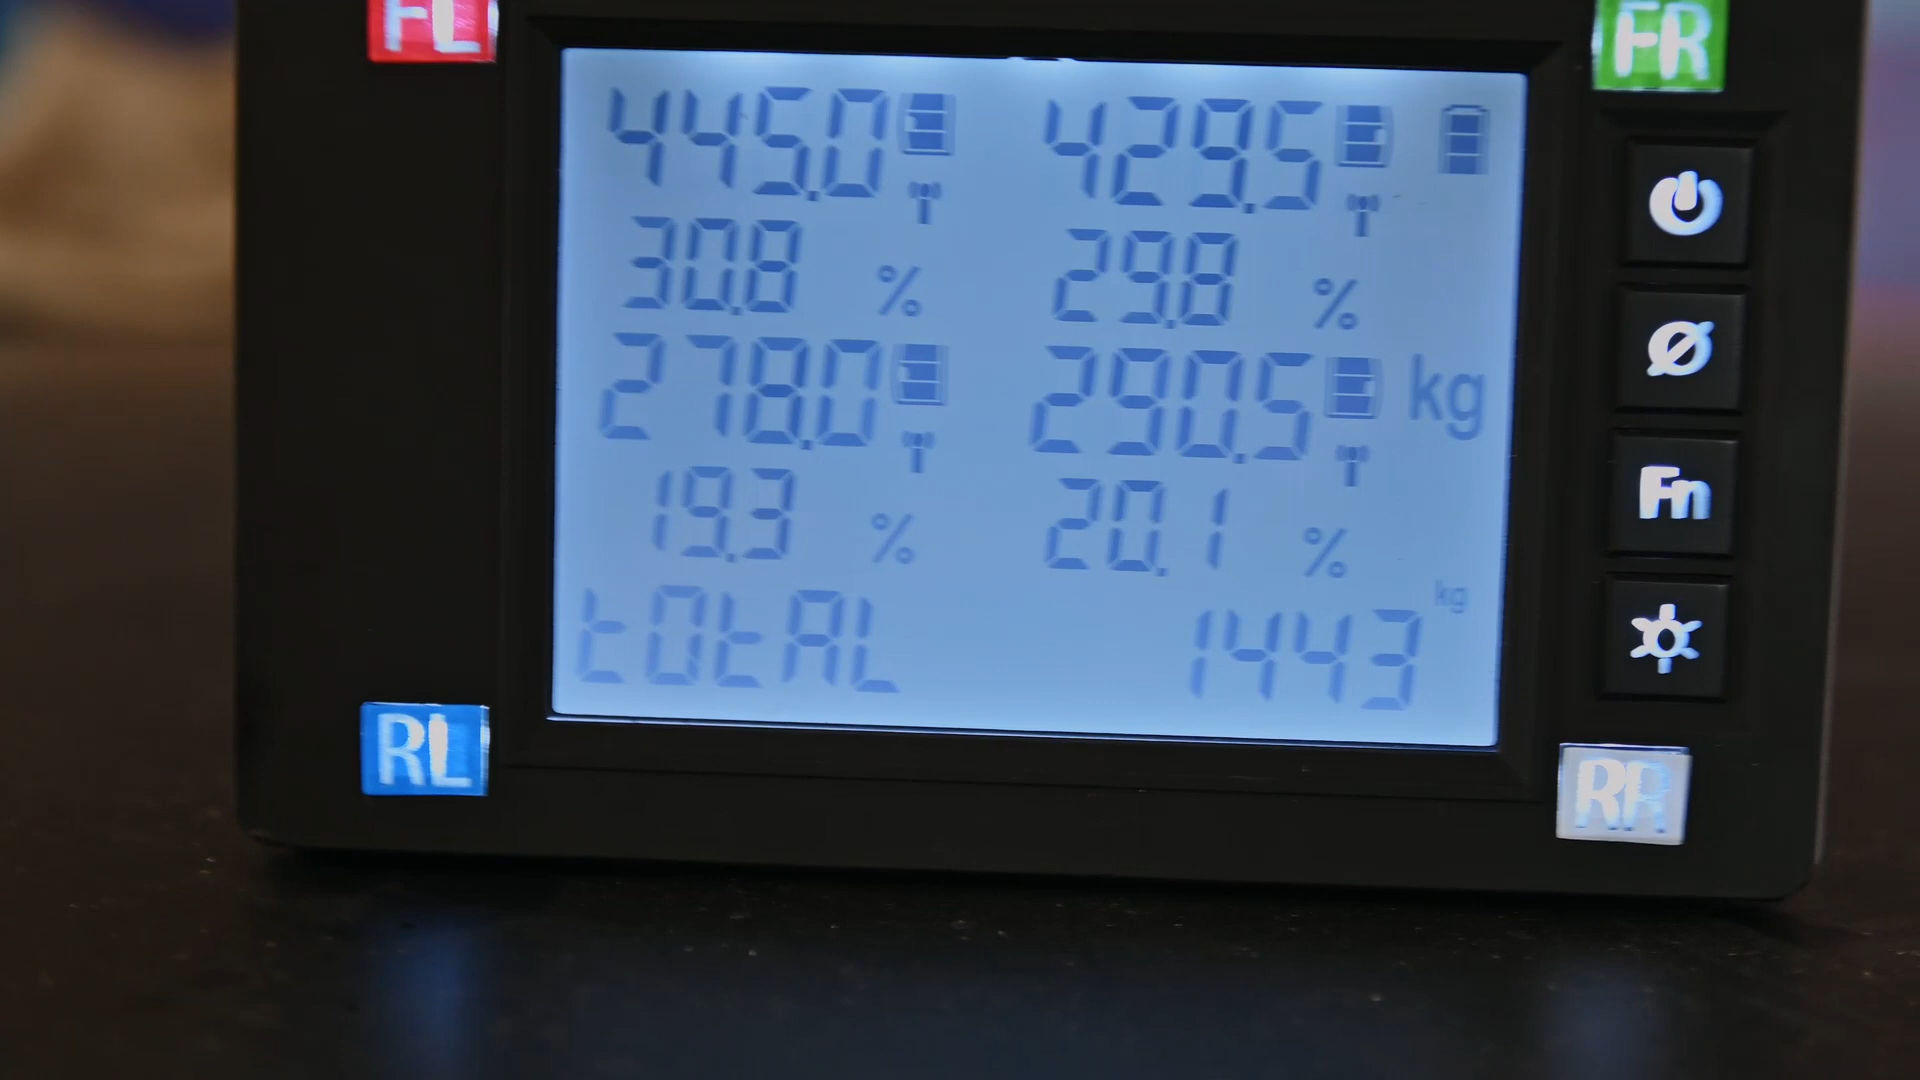 FL FR
445.0 429.5
30.8 % 29.8 %
278.0 290.5 kg
19.3 % 20.1 %
kg
tOtAL 1443
Fn
RL RR